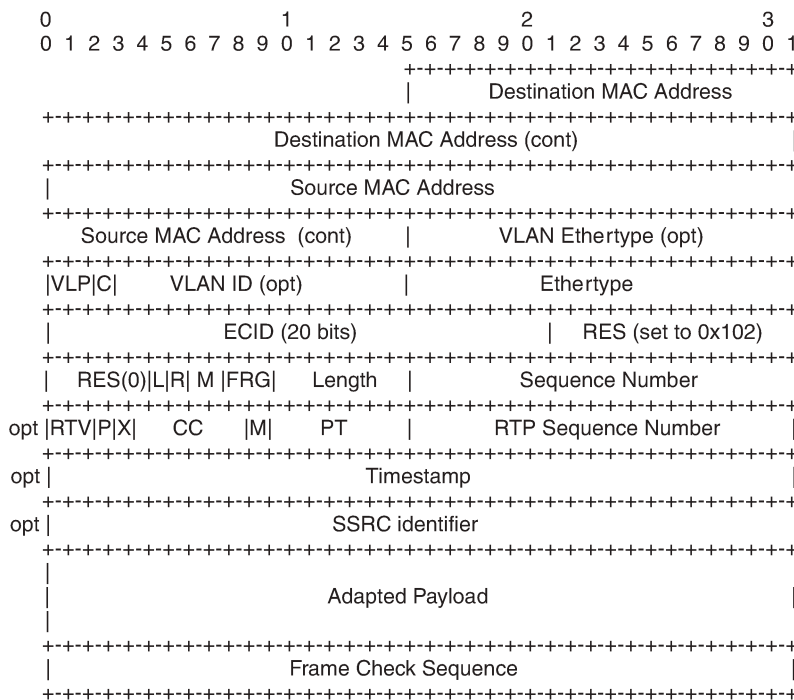 0 1 2 3
0 1 2 3 4 5 6 7 8 9 0 1 2 3 4 5 6 7 8 9 0 1 2 3 4 5 6 7 8 9 0 1
+-+-+-+-+-+-+-+-+-+-+-+-+-+-+-+-+
| Destination MAC Address
+-+-+-+-+-+-+-+-+-+-+-+-+-+-+-+-+-+-+-+-+-+-+-+-+-+-+-+-+-+-+-+
Destination MAC Address (cont) |
+-+-+-+-+-+-+-+-+-+-+-+-+-+-+-+-+-+-+-+-+-+-+-+-+-+-+-+-+-+-+-+
| Source MAC Address
+-+-+-+-+-+-+-+-+-+-+-+-+-+-+-+-+-+-+-+-+-+-+-+-+-+-+-+-+-+-+-+
Source MAC Address (cont) | VLAN Ethertype (opt)
+-+-+-+-+-+-+-+-+-+-+-+-+-+-+-+-+-+-+-+-+-+-+-+-+-+-+-+-+-+-+-+
|VLP|C| VLAN ID (opt) | Ethertype
+-+-+-+-+-+-+-+-+-+-+-+-+-+-+-+-+-+-+-+-+-+-+-+-+-+-+-+-+-+-+-+
| ECID (20 bits) | RES (set to 0x102)
+-+-+-+-+-+-+-+-+-+-+-+-+-+-+-+-+-+-+-+-+-+-+-+-+-+-+-+-+-+-+-+
| RES(0)|L|R| M |FRG| Length | Sequence Number
+-+-+-+-+-+-+-+-+-+-+-+-+-+-+-+-+-+-+-+-+-+-+-+-+-+-+-+-+-+-+-+
opt |RTV|P|X| CC |M| PT | RTP Sequence Number |
+-+-+-+-+-+-+-+-+-+-+-+-+-+-+-+-+-+-+-+-+-+-+-+-+-+-+-+-+-+-+-+
opt | Timestamp |
+-+-+-+-+-+-+-+-+-+-+-+-+-+-+-+-+-+-+-+-+-+-+-+-+-+-+-+-+-+-+-+
opt | SSRC identifier |
+-+-+-+-+-+-+-+-+-+-+-+-+-+-+-+-+-+-+-+-+-+-+-+-+-+-+-+-+-+-+-+
|
| Adapted Payload |
|
+-+-+-+-+-+-+-+-+-+-+-+-+-+-+-+-+-+-+-+-+-+-+-+-+-+-+-+-+-+-+-+
| Frame Check Sequence |
+-+-+-+-+-+-+-+-+-+-+-+-+-+-+-+-+-+-+-+-+-+-+-+-+-+-+-+-+-+-+-+